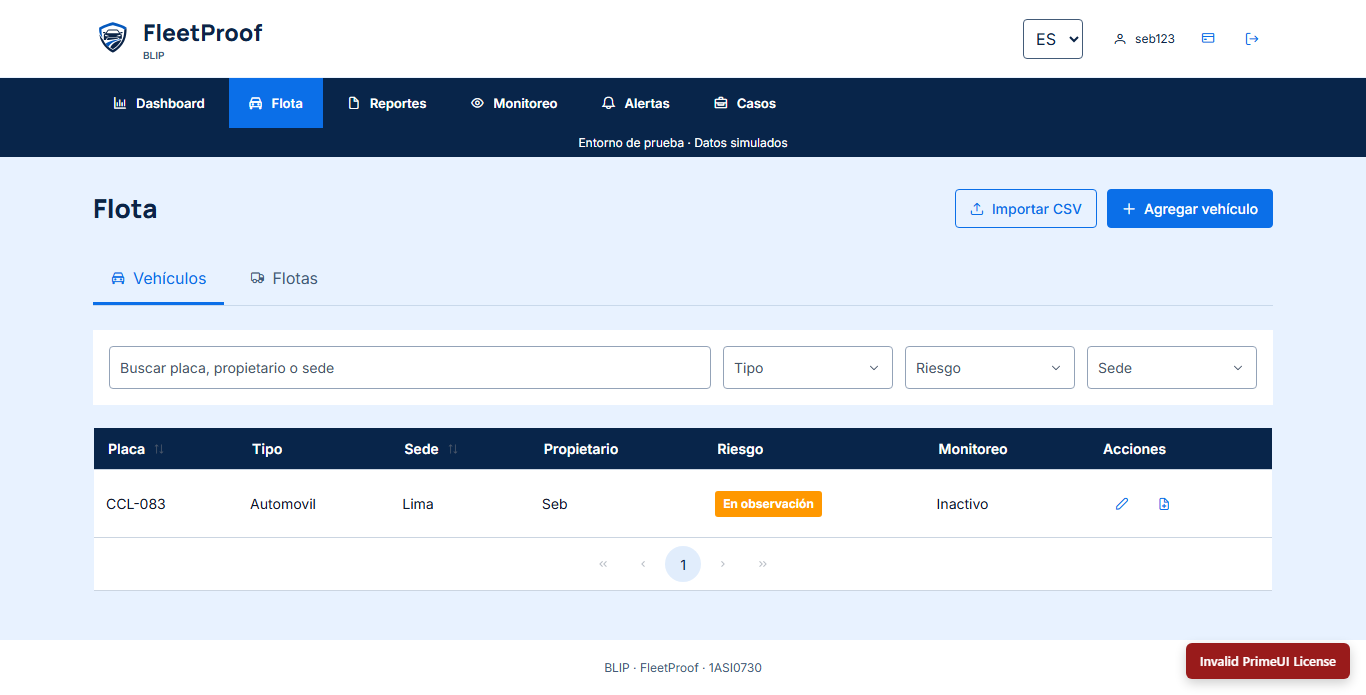 FleetProof
BLIP
ES
seb123
Dashboard
Flota
Reportes
Monitoreo
Alertas
Casos
Entorno de prueba · Datos simulados
Flota
Importar CSV
Agregar vehículo
Vehículos
Flotas
Buscar placa, propietario o sede
Tipo
Riesgo
Sede
Placa Tipo Sede Propietario Riesgo Monitoreo Acciones
CCL-083 Automovil Lima Seb En observación Inactivo
« ‹ 1 › »
BLIP · FleetProof · 1ASI0730
Invalid PrimeUI License